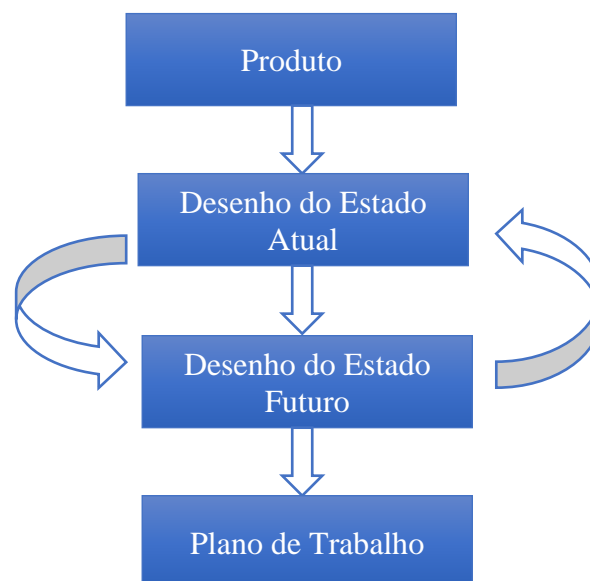 Produto
Desenho do Estado
Atual
Desenho do Estado
Futuro
Plano de Trabalho